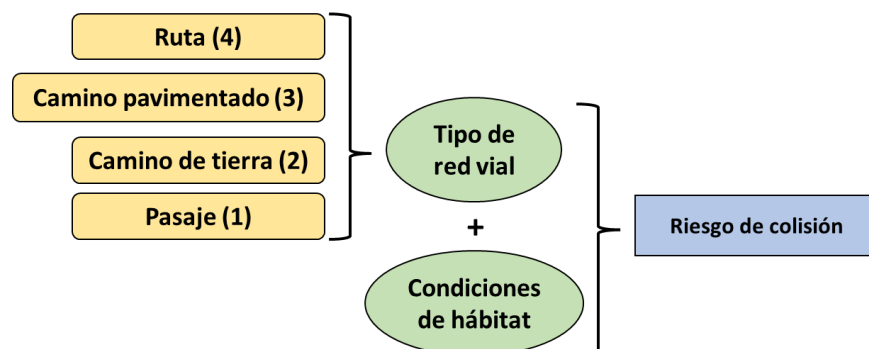 Ruta (4)
Camino pavimentado (3)
Camino de tierra (2)
Pasaje (1)
Tipo de
red vial
+
Condiciones
de hábitat
Riesgo de colisión